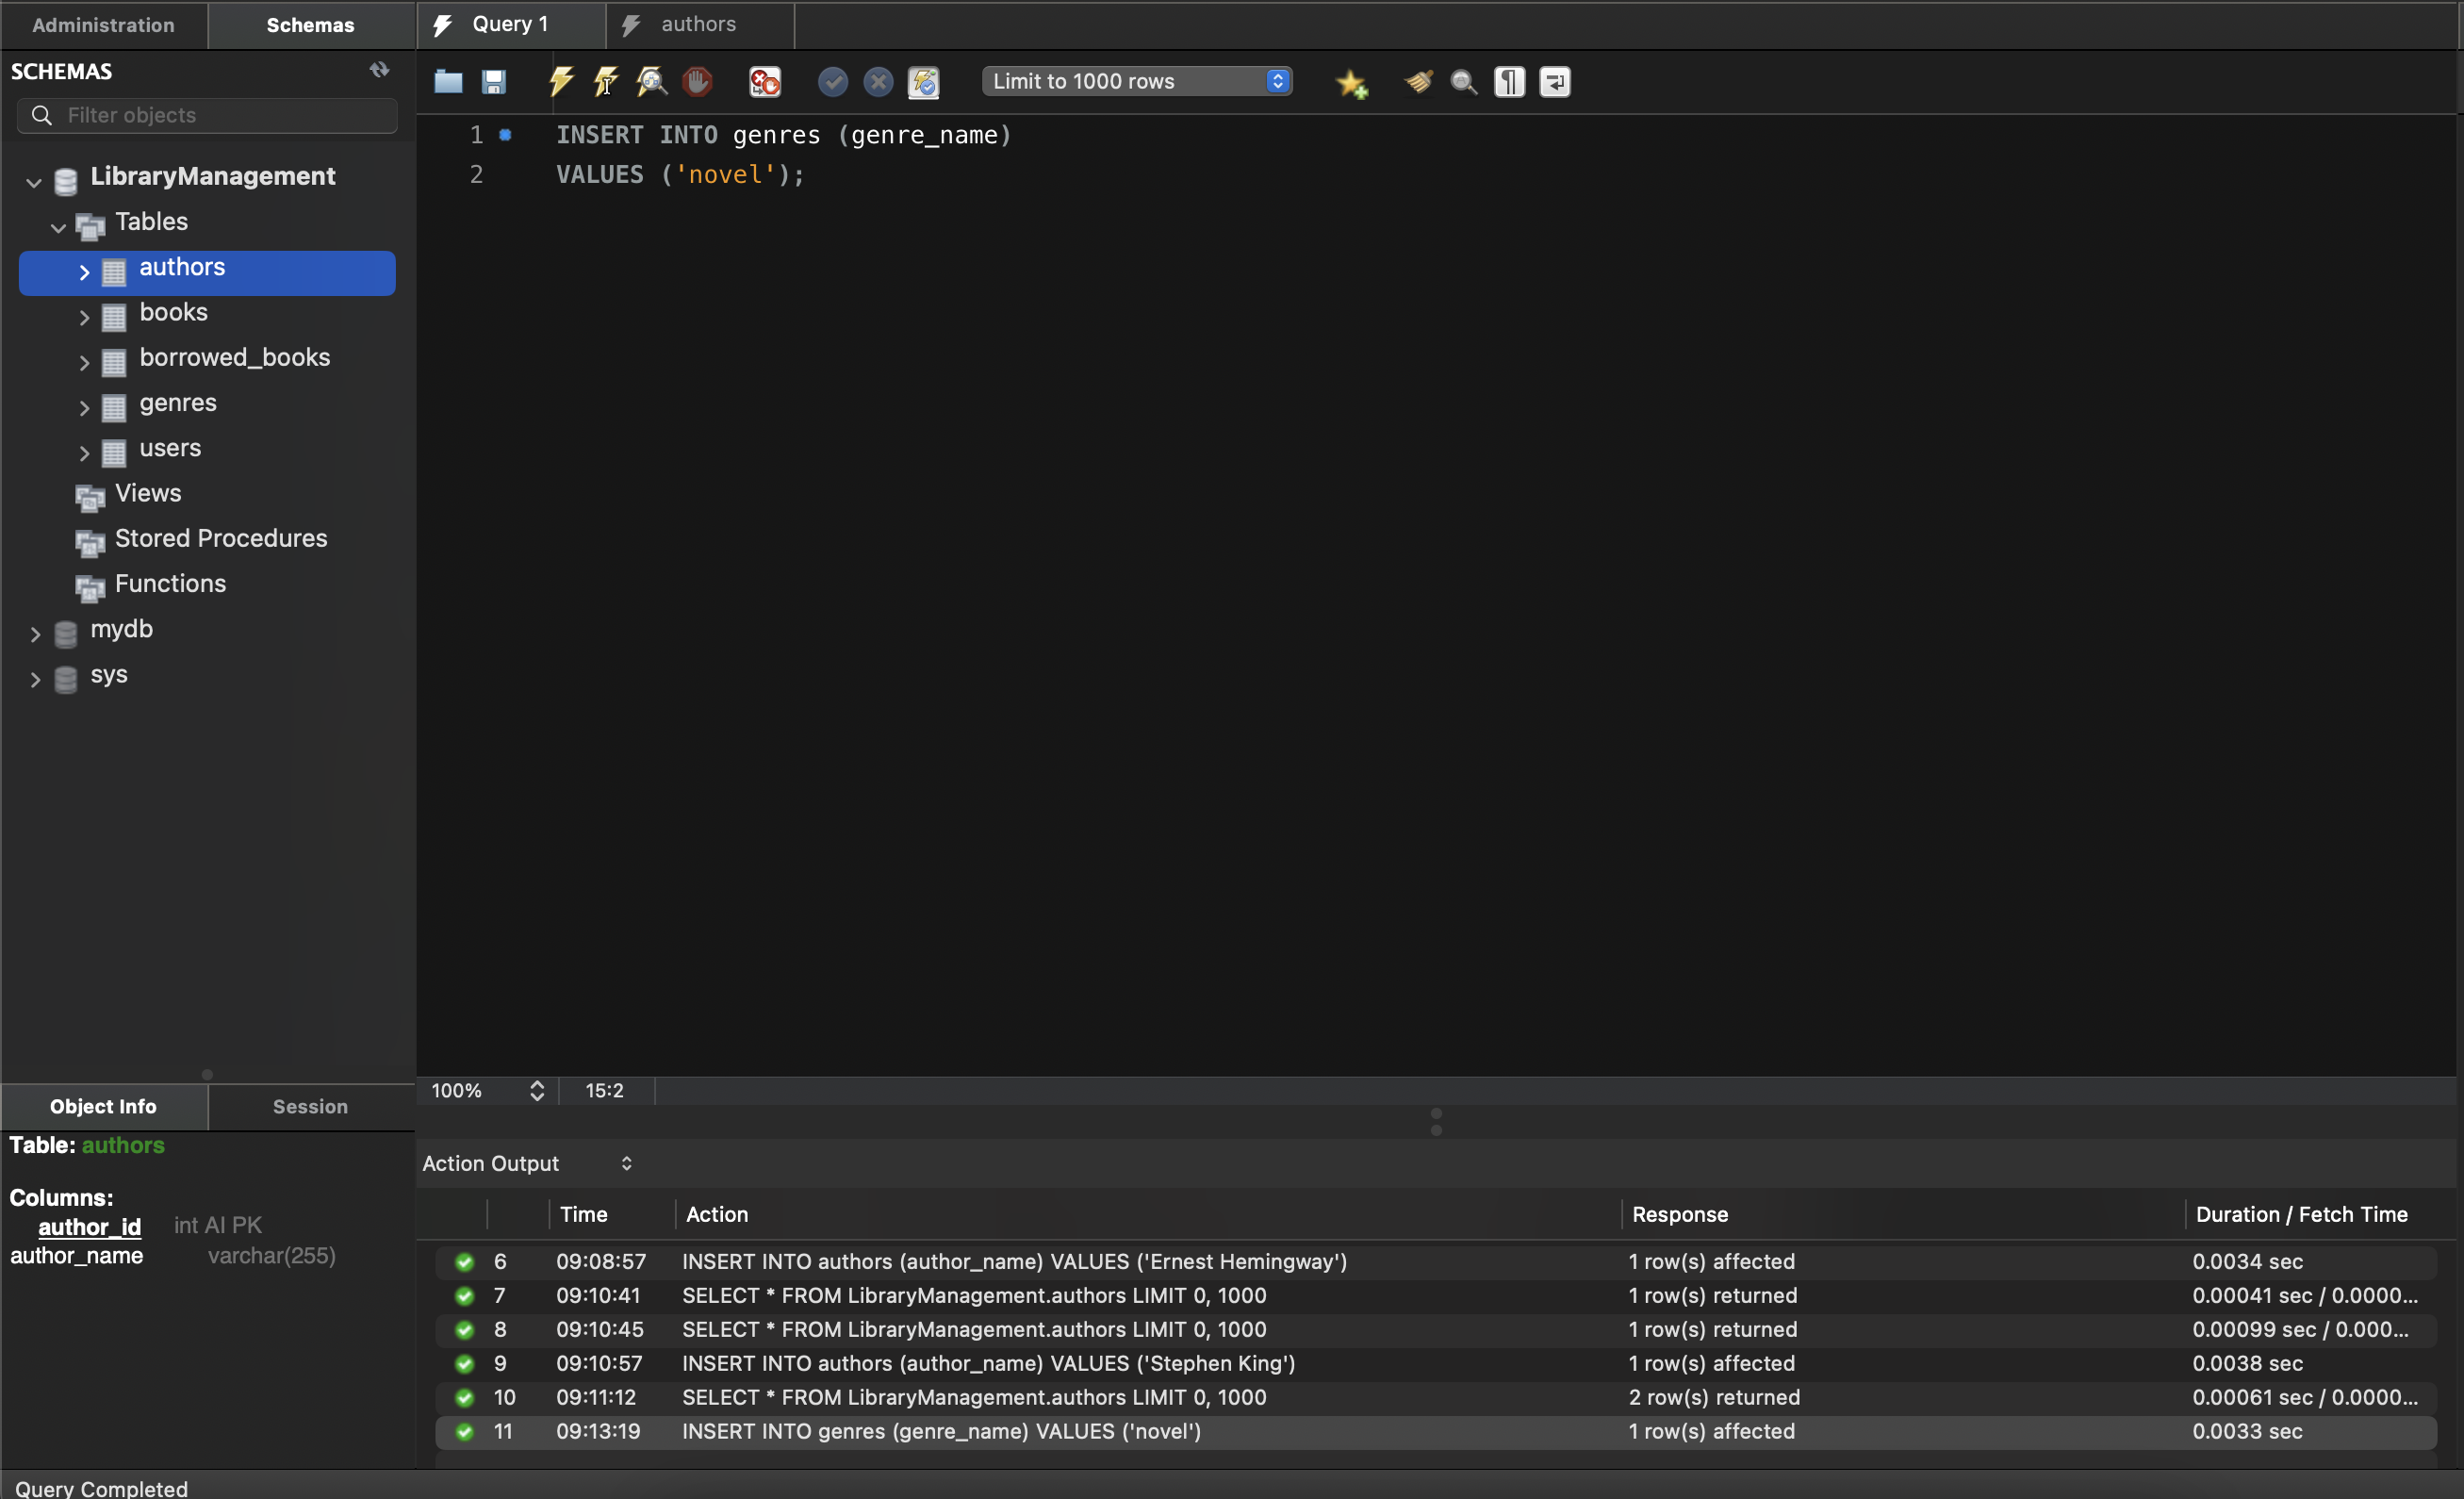 Administration
Schemas
Query 1
authors
SCHEMAS
Filter objects
LibraryManagement
Tables
authors
books
borrowed_books
genres
users
Views
Stored Procedures
Functions
mydb
sys
Limit to 1000 rows
1 INSERT INTO genres (genre_name)
2 VALUES ('novel');
100% 15:2
Object Info
Session
Table: authors
Columns:
author_id int AI PK
author_name varchar(255)
Action Output
Time Action Response Duration / Fetch Time
6 09:08:57 INSERT INTO authors (author_name) VALUES ('Ernest Hemingway') 1 row(s) affected 0.0034 sec
7 09:10:41 SELECT * FROM LibraryManagement.authors LIMIT 0, 1000 1 row(s) returned 0.00041 sec / 0.0000...
8 09:10:45 SELECT * FROM LibraryManagement.authors LIMIT 0, 1000 1 row(s) returned 0.00099 sec / 0.000...
9 09:10:57 INSERT INTO authors (author_name) VALUES ('Stephen King') 1 row(s) affected 0.0038 sec
10 09:11:12 SELECT * FROM LibraryManagement.authors LIMIT 0, 1000 2 row(s) returned 0.00061 sec / 0.0000...
11 09:13:19 INSERT INTO genres (genre_name) VALUES ('novel') 1 row(s) affected 0.0033 sec
Query Completed